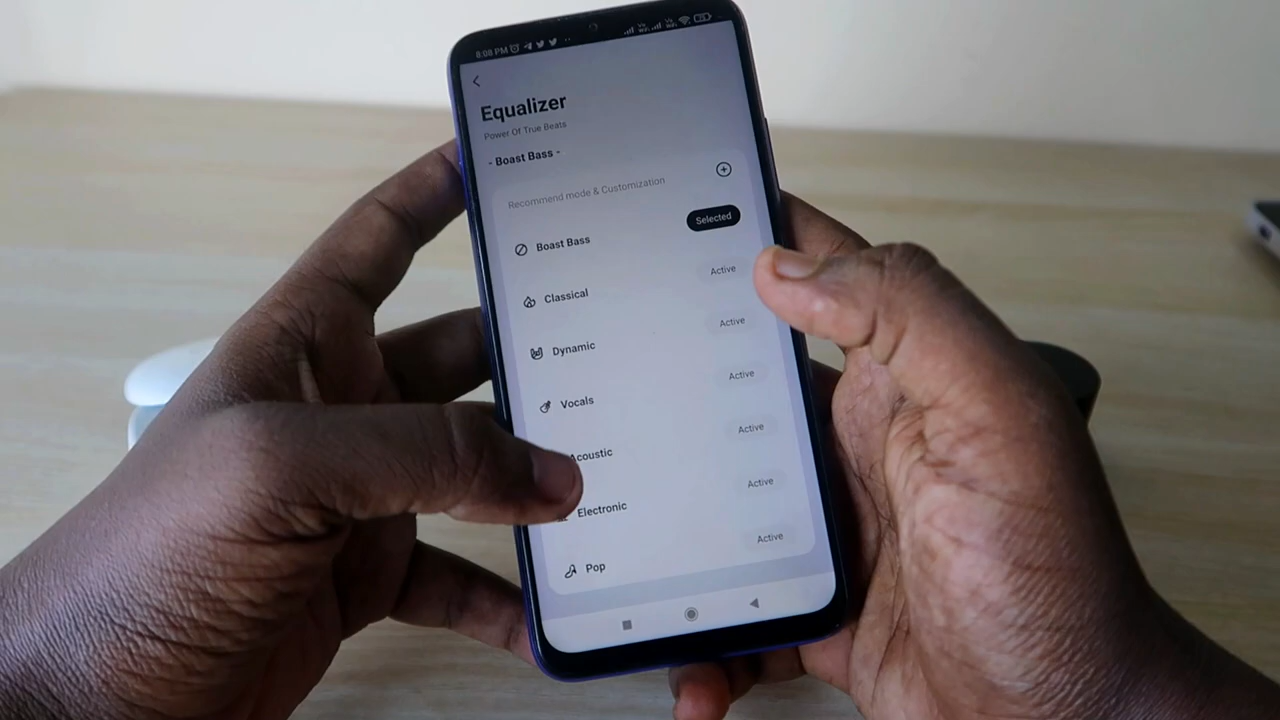 8:08 PM
Equalizer
Power Of True Beats
- Boast Bass -
Recommend mode & Customization
Boast Bass Selected
Classical Active
Dynamic Active
Vocals Active
Acoustic Active
Electronic Active
Pop Active